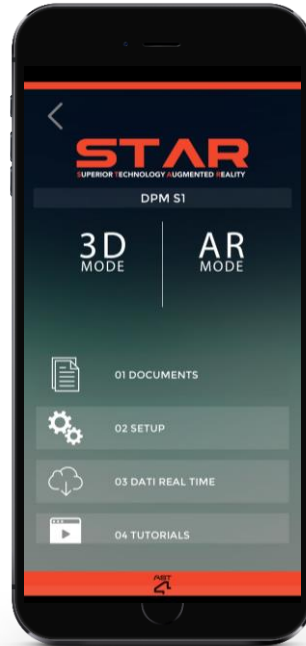 STAR
SUPERIOR TECHNOLOGY AUGMENTED REALITY
DPM S1
3D
MODE
AR
MODE
01 DOCUMENTS
02 SETUP
03 DATI REAL TIME
04 TUTORIALS
ABT